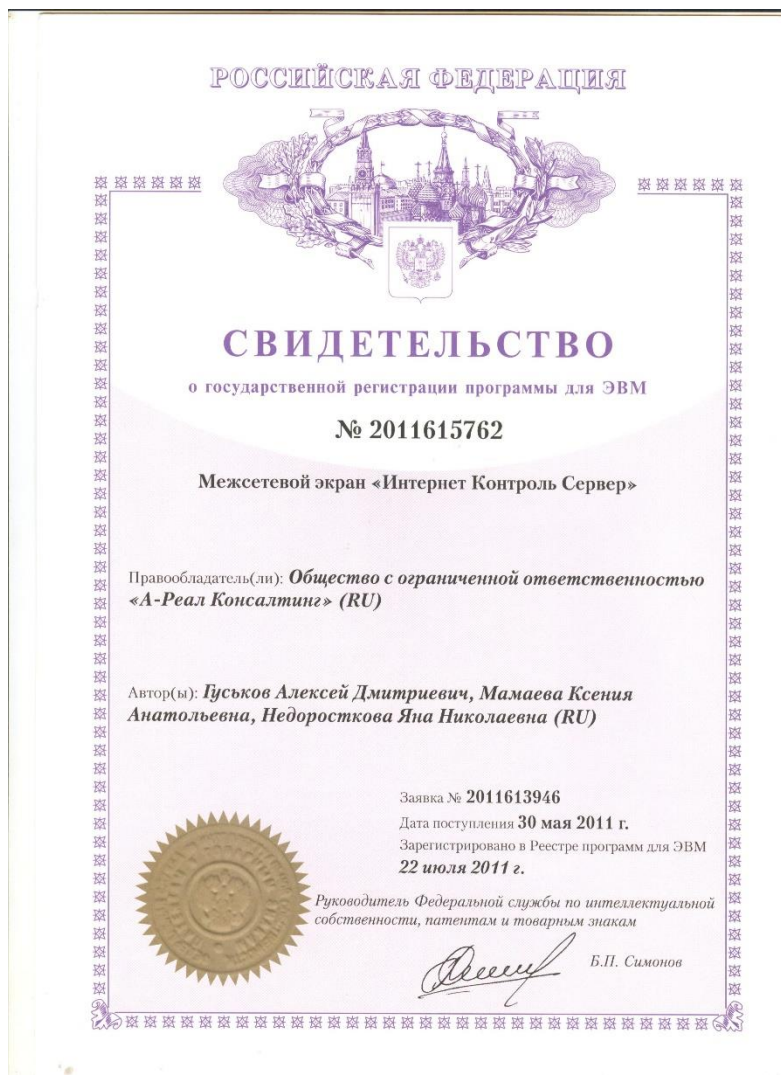 РОССИЙСКАЯ ФЕДЕРАЦИЯ
СВИДЕТЕЛЬСТВО
о государственной регистрации программы для ЭВМ
№ 2011615762
Межсетевой экран «Интернет Контроль Сервер»
Правообладатель(ли): Общество с ограниченной ответственностью
«А-Реал Консалтинг» (RU)
Автор(ы): Гуськов Алексей Дмитриевич, Мамаева Ксения
Анатольевна, Недоросткова Яна Николаевна (RU)
Заявка № 2011613946
Дата поступления 30 мая 2011 г.
Зарегистрировано в Реестре программ для ЭВМ
22 июля 2011 г.
Руководитель Федеральной службы по интеллектуальной
собственности, патентам и товарным знакам
Б.П. Симонов